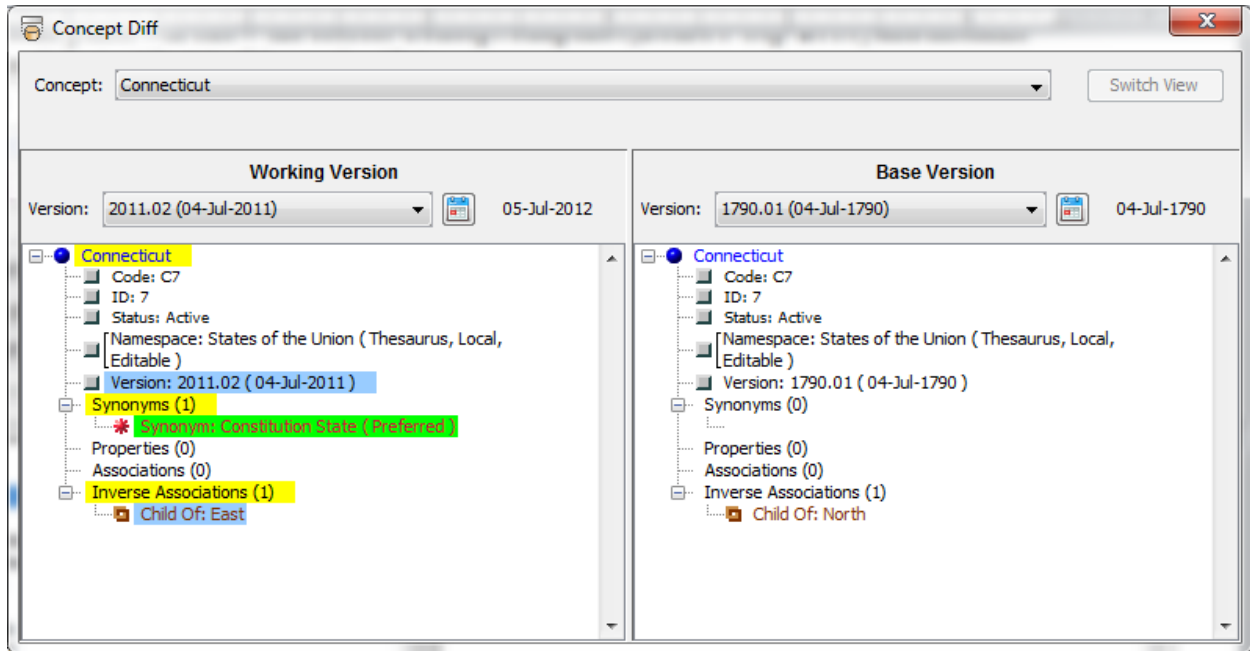 Concept Diff
Concept: Connecticut
Switch View
Working Version
Version: 2011.02 (04-Jul-2011) 05-Jul-2012
Connecticut
Code: C7
ID: 7
Status: Active
[Namespace: States of the Union ( Thesaurus, Local,
Editable )
Version: 2011.02 ( 04-Jul-2011 )
Synonyms (1)
Synonym: Constitution State ( Preferred )
Properties (0)
Associations (0)
Inverse Associations (1)
Child Of: East
Base Version
Version: 1790.01 (04-Jul-1790) 04-Jul-1790
Connecticut
Code: C7
ID: 7
Status: Active
[Namespace: States of the Union ( Thesaurus, Local,
Editable )
Version: 1790.01 ( 04-Jul-1790 )
Synonyms (0)
Properties (0)
Associations (0)
Inverse Associations (1)
Child Of: North